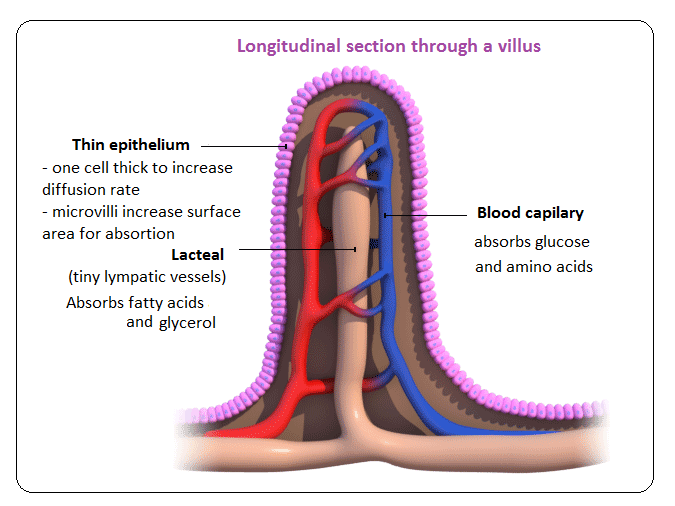 Longitudinal section through a villus
Thin epithelium
- one cell thick to increase
diffusion rate
- microvilli increase surface
area for absortion
Lacteal
(tiny lympatic vessels)
Absorbs fatty acids
and glycerol
Blood capilary
absorbs glucose
and amino acids